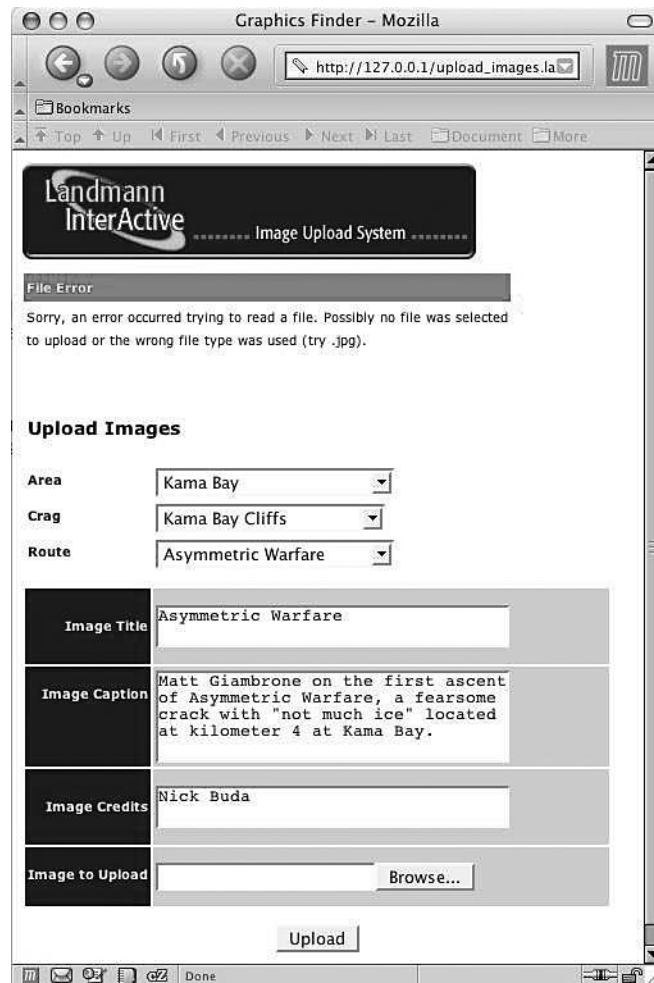 Graphics Finder – Mozilla
http://127.0.0.1/upload_images.la
Bookmarks
Top Up First Previous Next Last Document More
Landmann
InterActive
Image Upload System
File Error
Sorry, an error occurred trying to read a file. Possibly no file was selected
to upload or the wrong file type was used (try .jpg).
Upload Images
Area Kama Bay
Crag Kama Bay Cliffs
Route Asymmetric Warfare
Image Title Asymmetric Warfare
Image Caption Matt Giambrone on the first ascent
of Asymmetric Warfare, a fearsome
crack with "not much ice" located
at kilometer 4 at Kama Bay.
Image Credits Nick Buda
Image to Upload Browse...
Upload
Done